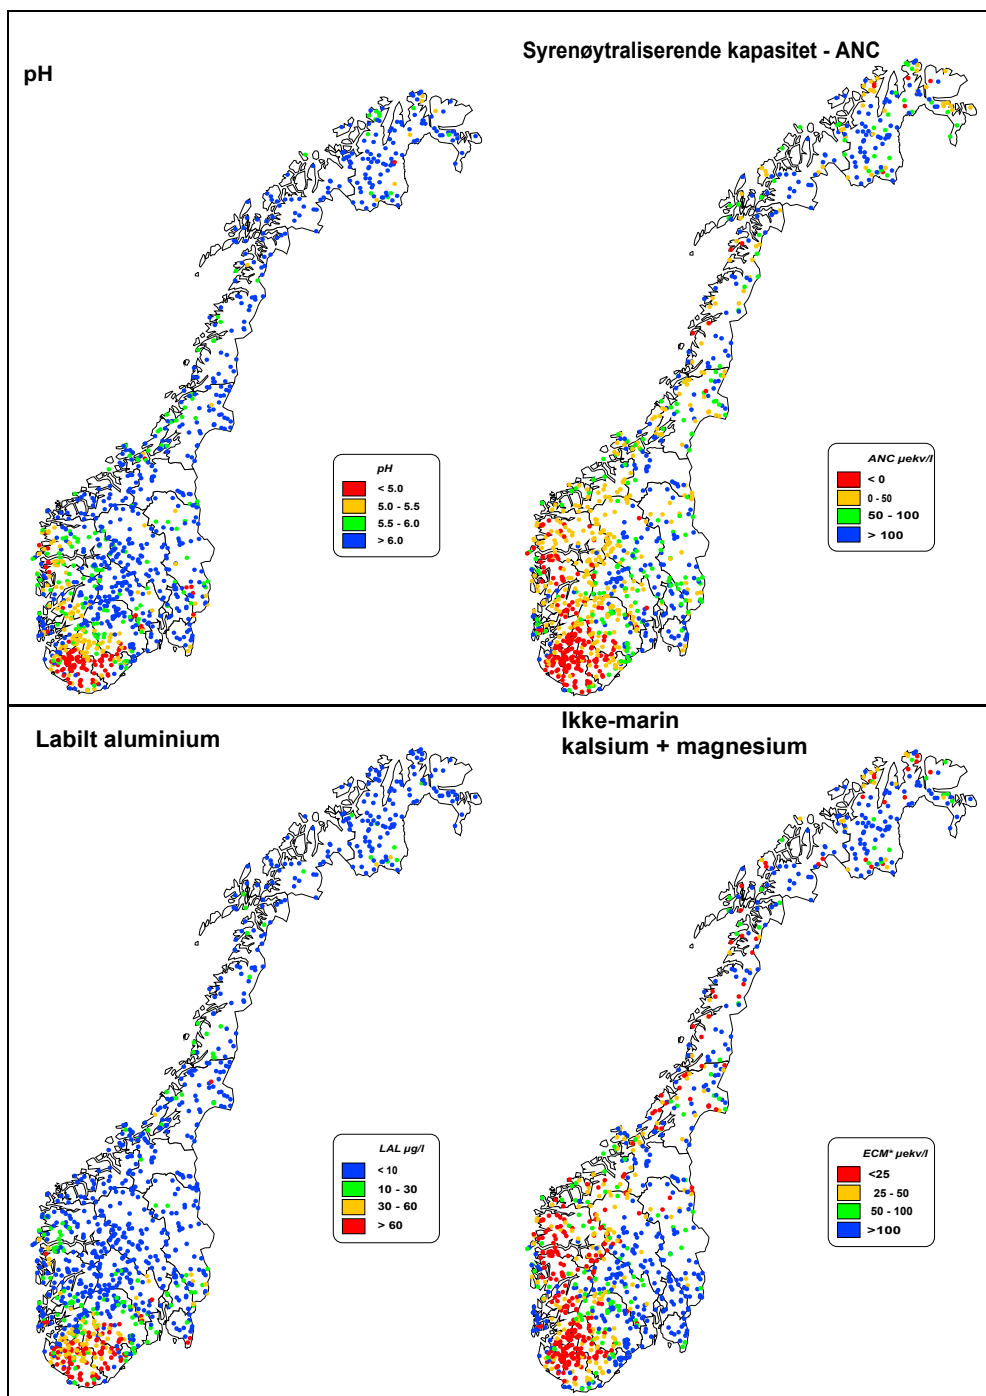 pH
Syrenøytraliserende kapasitet - ANC
pH
< 5.0
5.0 - 5.5
5.5 - 6.0
> 6.0
ANC µekv/l
< 0
0 - 50
50 - 100
> 100
Labilt aluminium
Ikke-marin
kalsium + magnesium
LAL µg/l
< 10
10 - 30
30 - 60
> 60
ECM* µekv/l
<25
25 - 50
50 - 100
>100